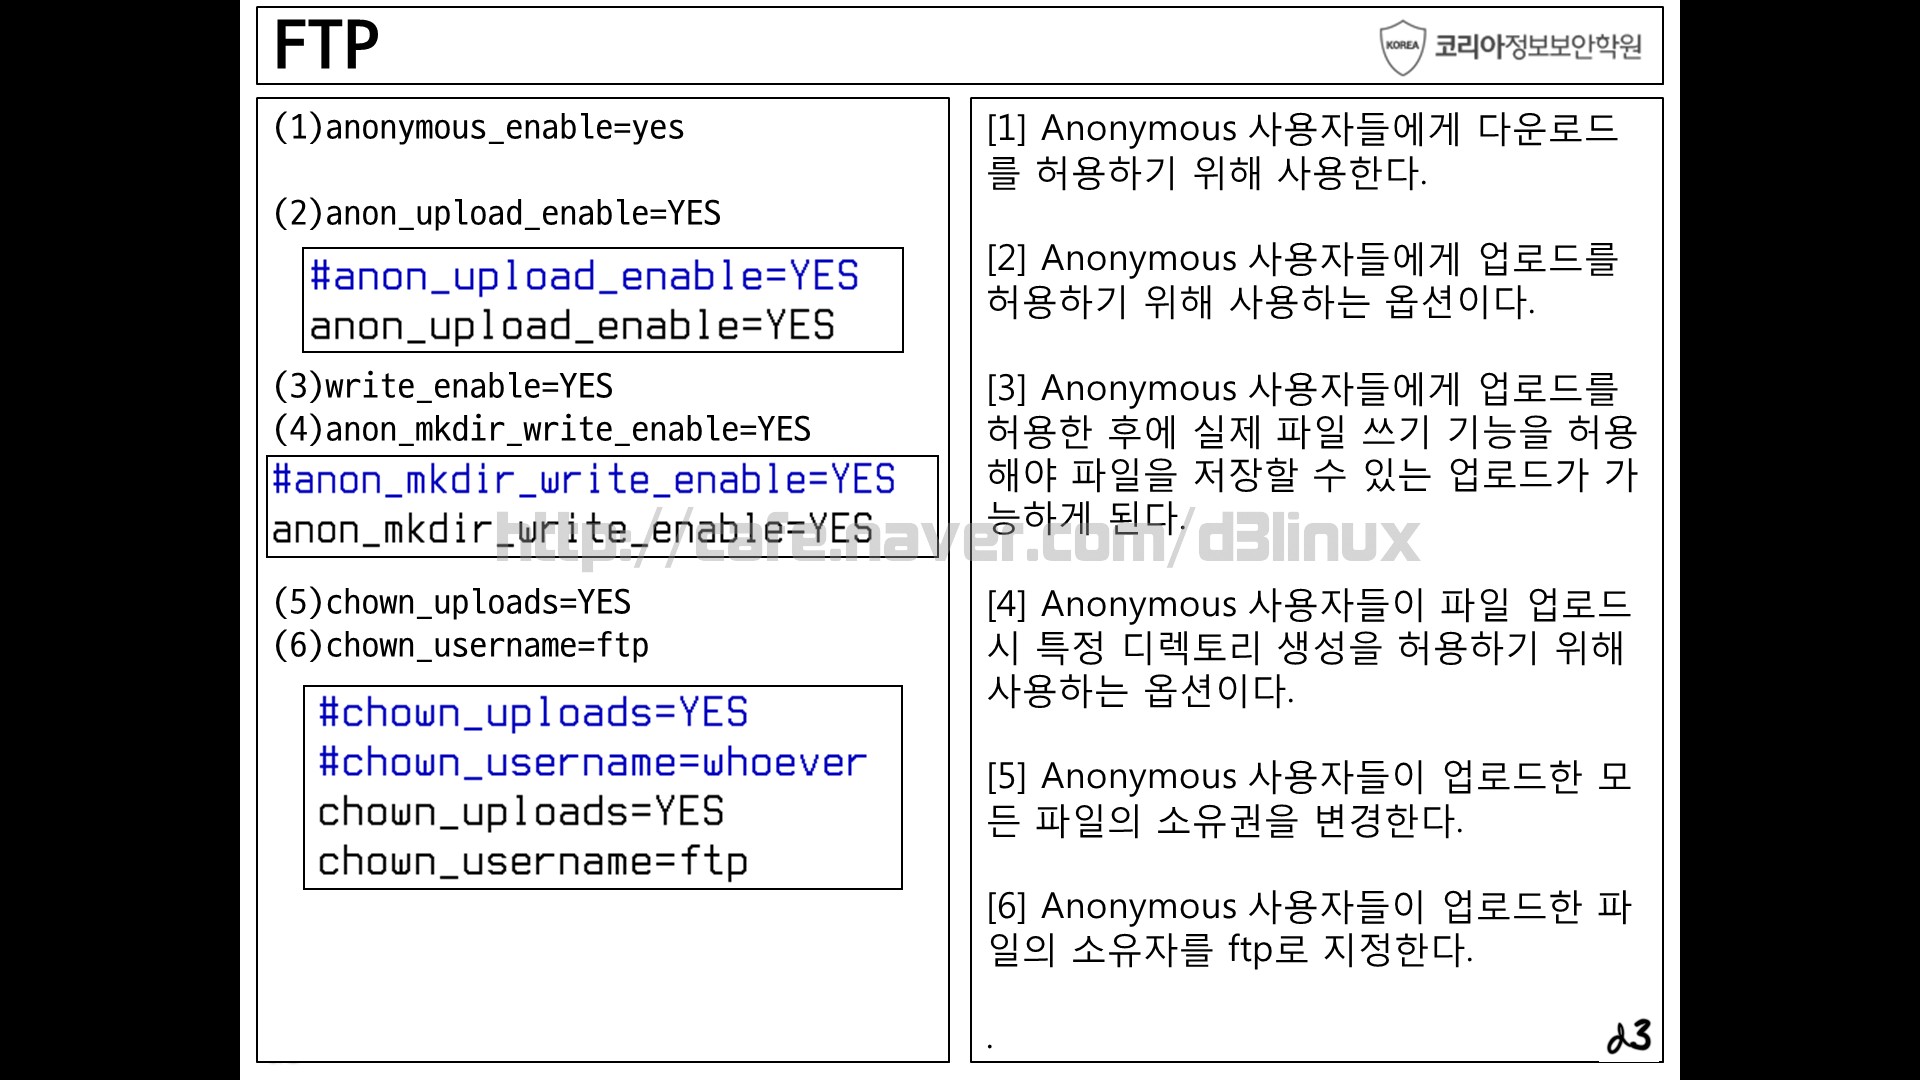 FTP
KOREA 코리아정보보안학원
(1)anonymous_enable=yes
(2)anon_upload_enable=YES
#anon_upload_enable=YES
anon_upload_enable=YES
(3)write_enable=YES
(4)anon_mkdir_write_enable=YES
#anon_mkdir_write_enable=YES
anon_mkdir_write_enable=YES
(5)chown_uploads=YES
(6)chown_username=ftp
#chown_uploads=YES
#chown_username=whoever
chown_uploads=YES
chown_username=ftp
[1] Anonymous 사용자들에게 다운로드
를 허용하기 위해 사용한다.
[2] Anonymous 사용자들에게 업로드를
허용하기 위해 사용하는 옵션이다.
[3] Anonymous 사용자들에게 업로드를
허용한 후에 실제 파일 쓰기 기능을 허용
해야 파일을 저장할 수 있는 업로드가 가
능하게 된다.
[4] Anonymous 사용자들이 파일 업로드
시 특정 디렉토리 생성을 허용하기 위해
사용하는 옵션이다.
[5] Anonymous 사용자들이 업로드한 모
든 파일의 소유권을 변경한다.
[6] Anonymous 사용자들이 업로드한 파
일의 소유자를 ftp로 지정한다.
.
http://cafe.naver.com/d3linux
d3